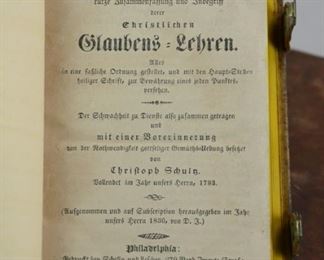 kurze Zusammenfassung und Inbegriff
derer
Christlichen
Glaubens-Lehren.
Alles
in eine faßliche Ordnung gestellet, und mit den Haupt-Stellen
heiliger Schrift, zur Bewährung eines jeden Punktes,
versehen.
Der Schwachheit zu Dienste also zusammen getragen
und
mit einer Vorerinnerung
von der Nothwendigkeit gottseliger Gemüthsbildung besetzet
von
Christoph Schultz.
Vollendet im Jahr unsers Herrn, 1783.
(Aufgenommen und auf Subscription herausgegeben im Jahr
unsers Herrn 1830, von D. J.)
Philadelphia:
Gedruckt